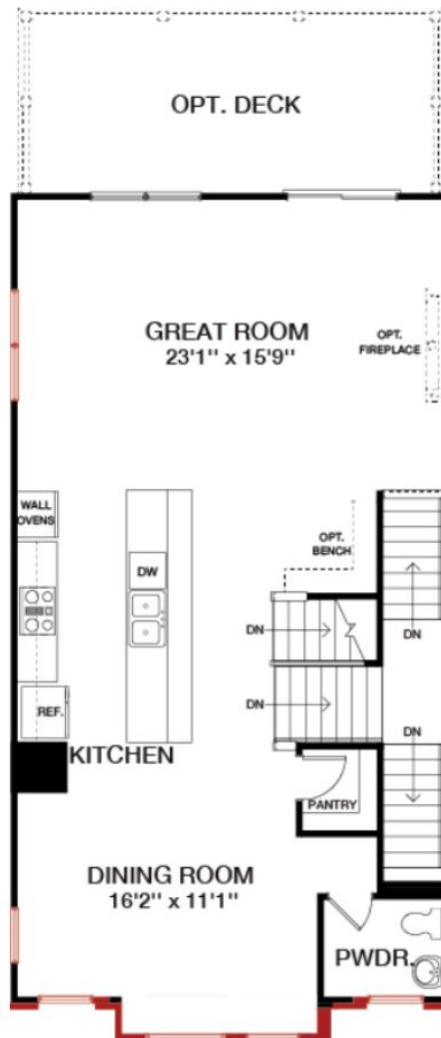 OPT. DECK
GREAT ROOM
23'1" x 15'9"
OPT.
FIREPLACE
WALL
OVENS
OPT.
BENCH
DW
DN
DN
REF.
DN
DN
KITCHEN
PANTRY
DINING ROOM
16'2" x 11'1"
PWDR.